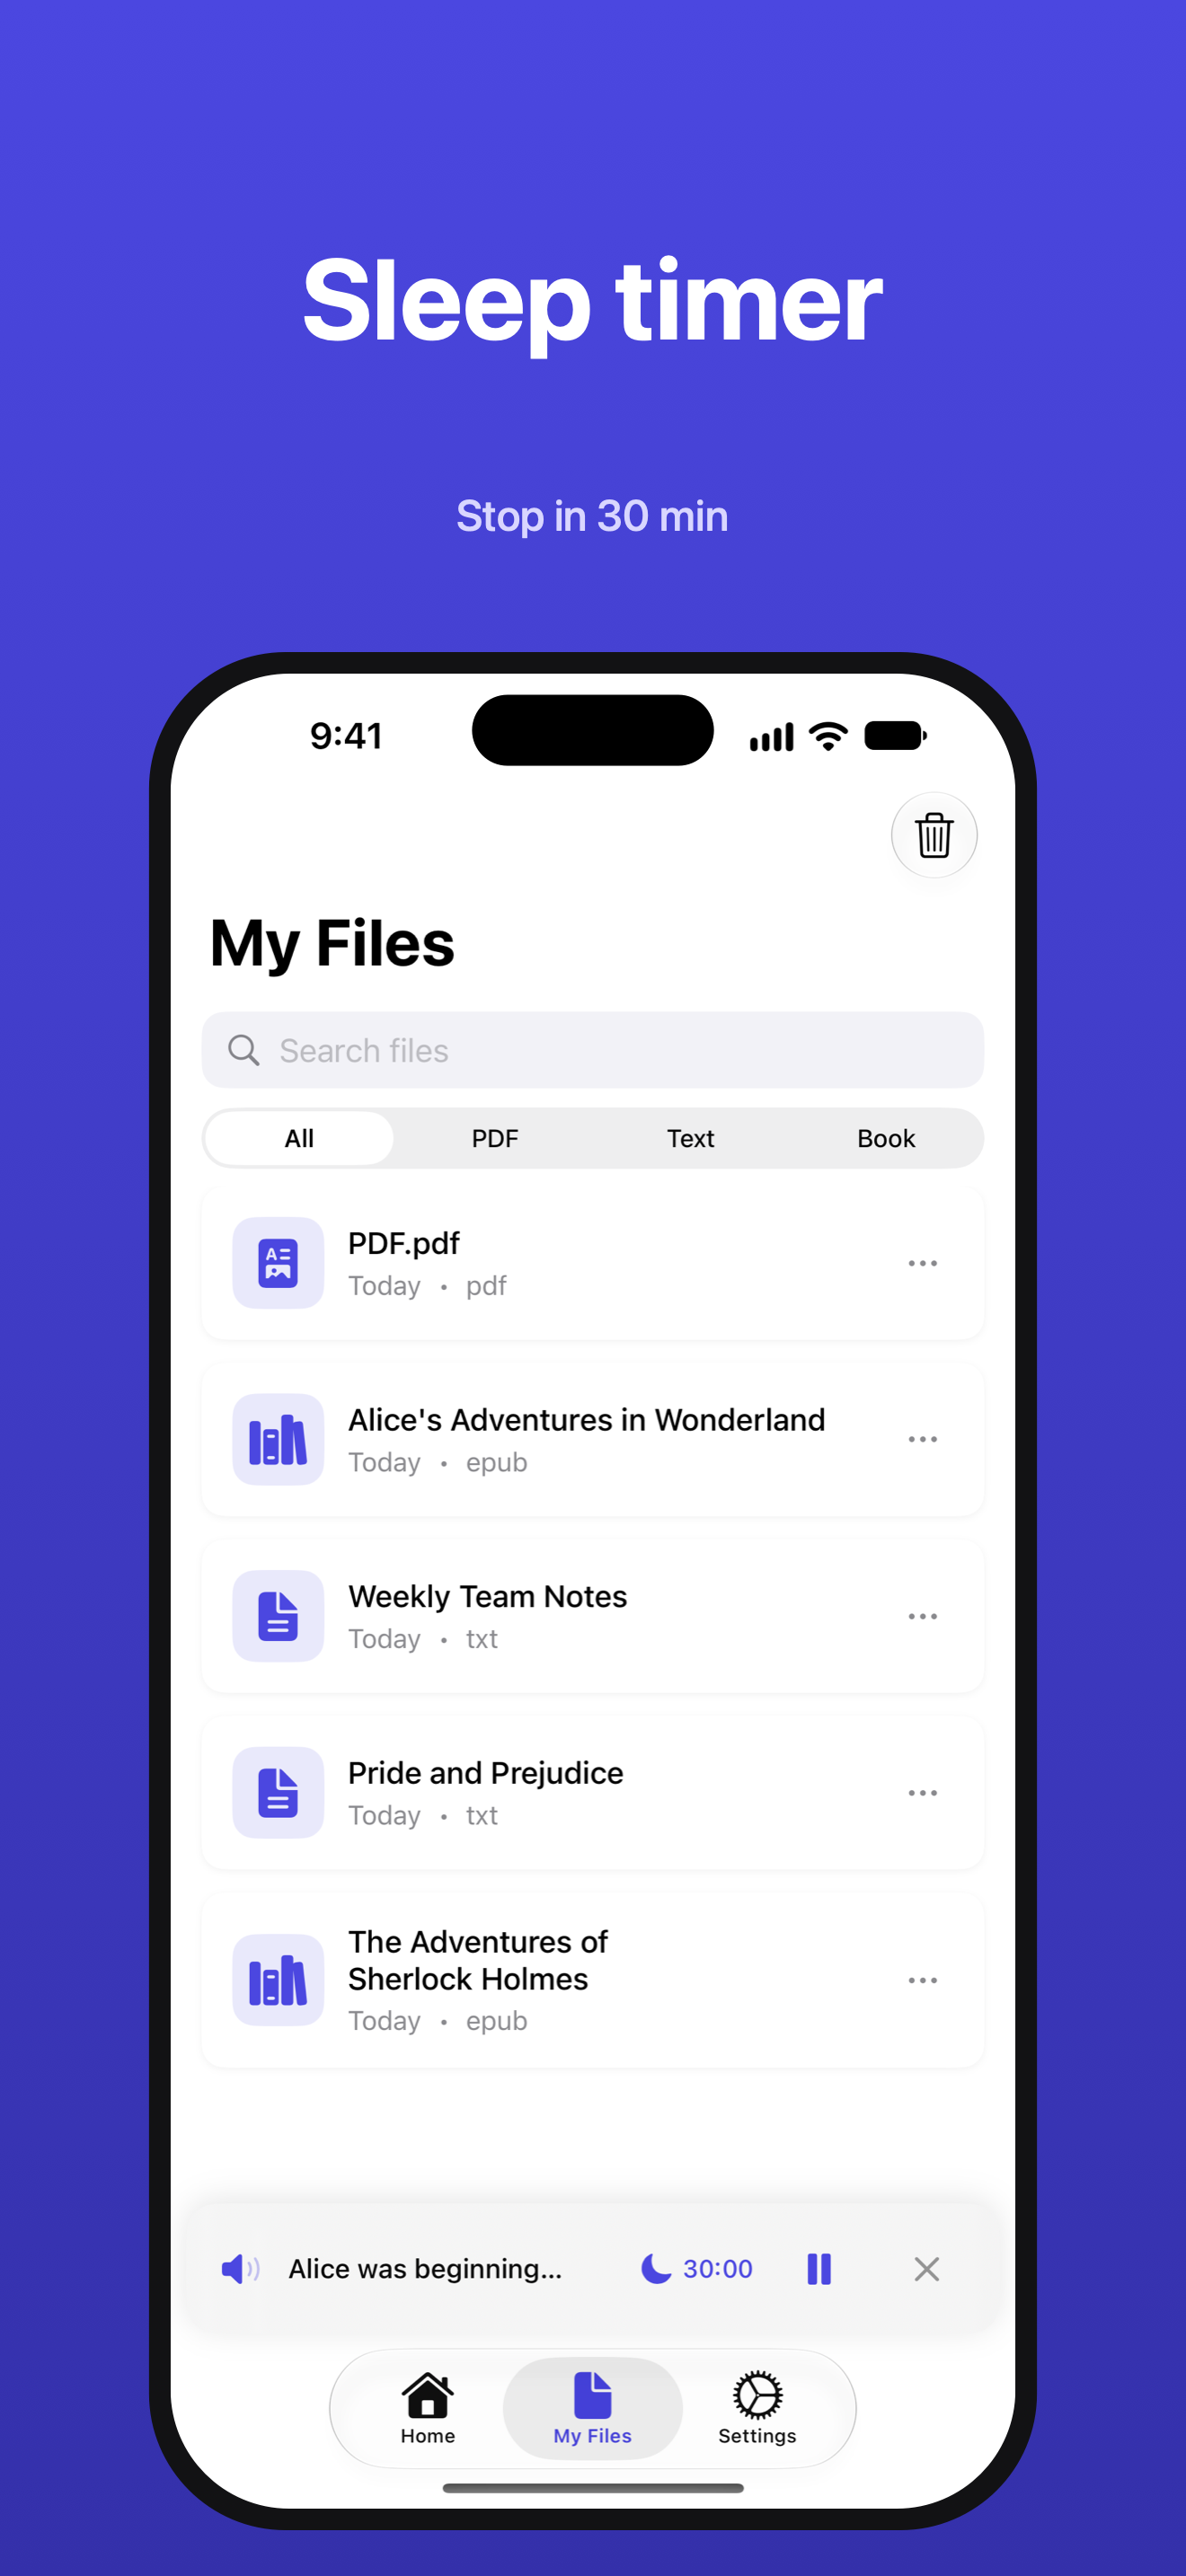 Sleep timer
Stop in 30 min
9:41
My Files
Search files
All PDF Text Book
PDF.pdf
Today • pdf
Alice's Adventures in Wonderland
Today • epub
Weekly Team Notes
Today • txt
Pride and Prejudice
Today • txt
The Adventures of
Sherlock Holmes
Today • epub
Alice was beginning... 30:00
Home My Files Settings